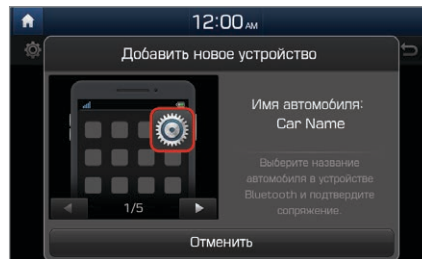 12:00 AM
Добавить новое устройство
Имя автомобиля:
Car Name
Выберите название
автомобиля в устройстве
Bluetooth и подтвердите
сопряжение.
1/5
Отменить